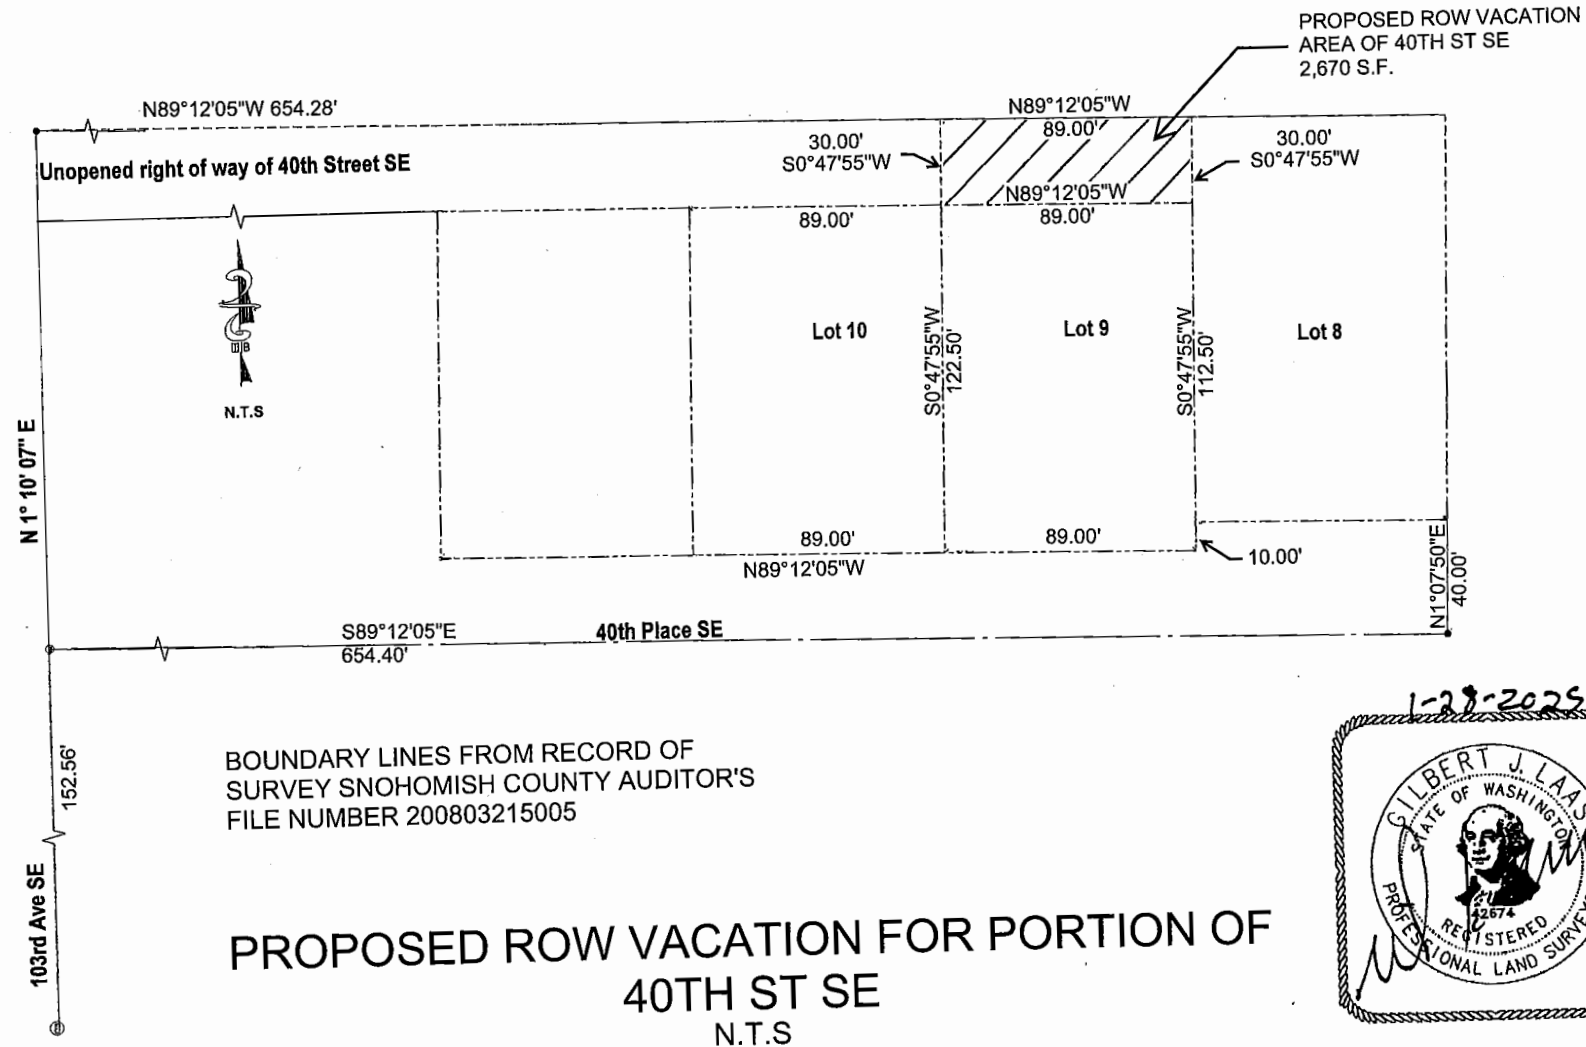 PROPOSED ROW VACATION
AREA OF 40TH ST SE
2,670 S.F.
N89°12'05"W 654.28'
N89°12'05"W
89.00'
30.00'
S0°47'55"W
30.00'
S0°47'55"W
Unopened right of way of 40th Street SE
N89°12'05"W
89.00'
89.00'
N.T.S
Lot 10
Lot 9
Lot 8
S0°47'55"W
122.50'
S0°47'55"W
112.50'
N 1° 10' 07" E
89.00'
89.00'
N89°12'05"W
10.00'
N1°07'50"E
40.00'
S89°12'05"E
654.40'
40th Place SE
152.56'
103rd Ave SE
BOUNDARY LINES FROM RECORD OF
SURVEY SNOHOMISH COUNTY AUDITOR'S
FILE NUMBER 200803215005
PROPOSED ROW VACATION FOR PORTION OF
40TH ST SE
N.T.S
1-28-2025
GILBERT J. LAAS
STATE OF WASHINGTON
42674
REGISTERED
PROFESSIONAL LAND